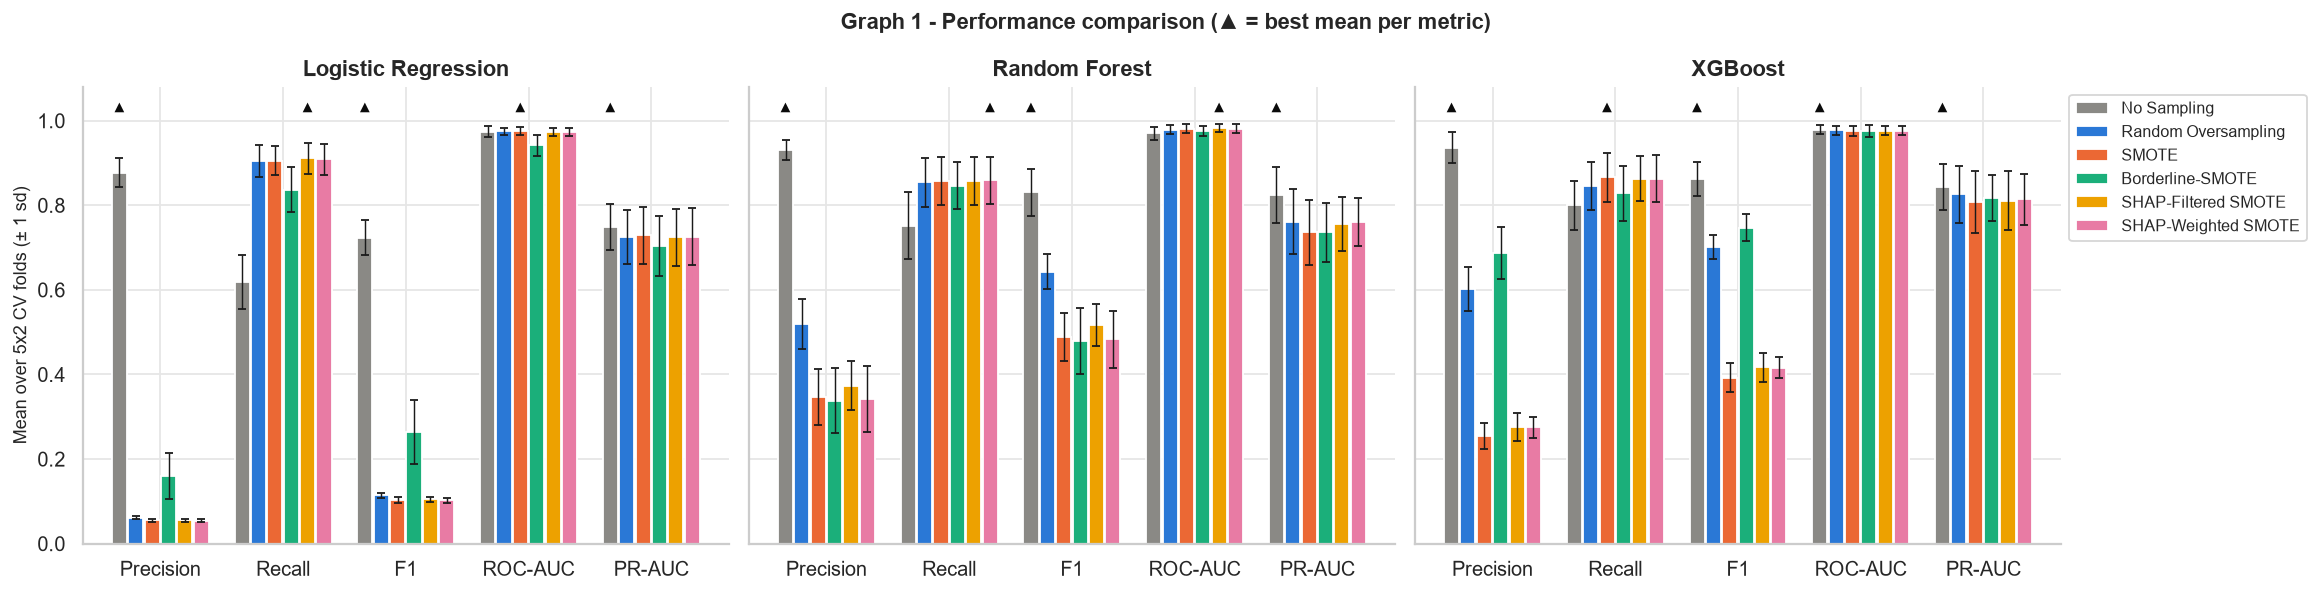 Graph 1 - Performance comparison (▲ = best mean per metric)
Logistic Regression
Random Forest
XGBoost
Mean over 5x2 CV folds (± 1 sd)
1.0
0.8
0.6
0.4
0.2
0.0
Precision Recall F1 ROC-AUC PR-AUC
Precision Recall F1 ROC-AUC PR-AUC
Precision Recall F1 ROC-AUC PR-AUC
No Sampling
Random Oversampling
SMOTE
Borderline-SMOTE
SHAP-Filtered SMOTE
SHAP-Weighted SMOTE